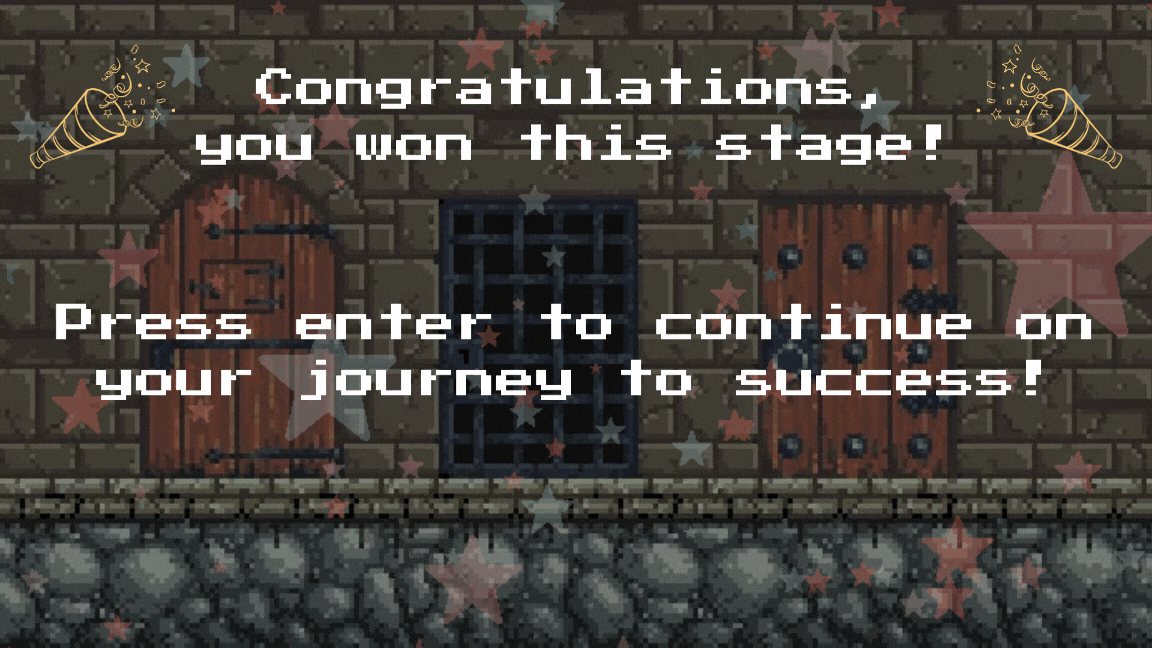 Congratulations,
you won this stage!
Press enter to continue on
your journey to success!